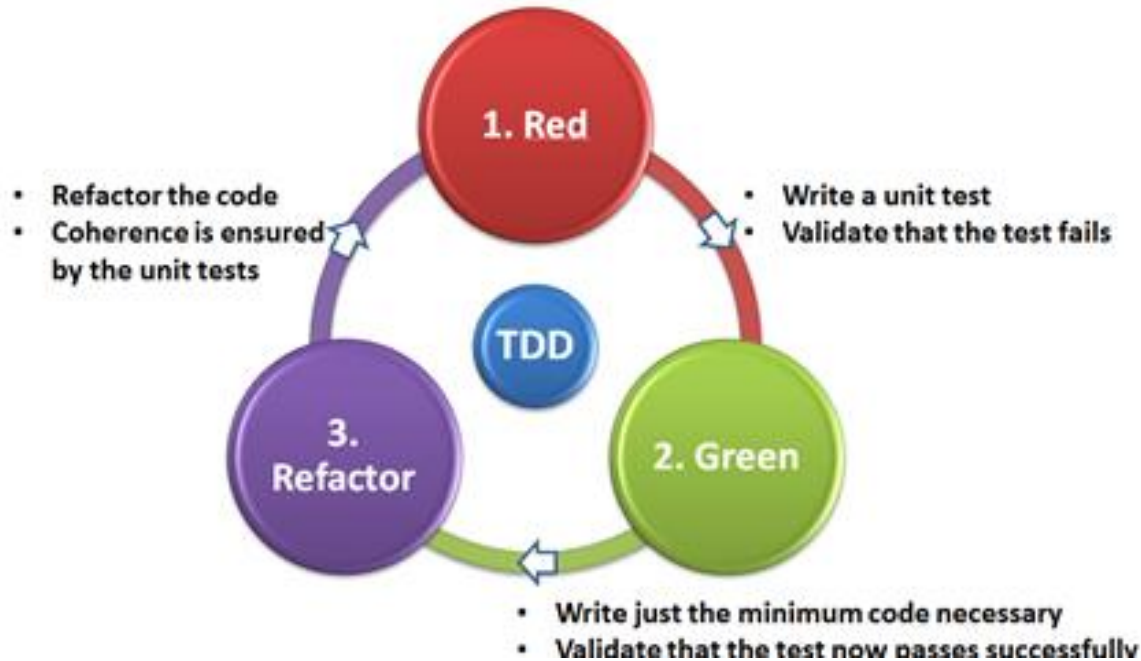 1. Red
• Refactor the code
• Coherence is ensured
by the unit tests
• Write a unit test
• Validate that the test fails
TDD
3.
Refactor
2. Green
• Write just the minimum code necessary
• Validate that the test now passes successfully